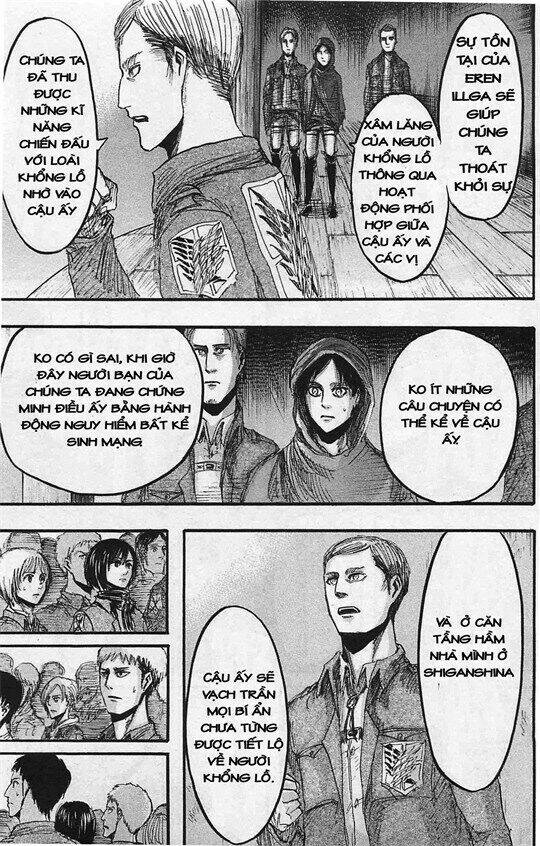 SỰ TỒN
TẠI CỦA
EREN
ILLGA SẼ
GIÚP
CHÚNG
TA
THOÁT
KHỎI SỰ
XÂM LĂNG
CỦA NGƯỜI
KHỔNG LỒ
THÔNG QUA
HOẠT
ĐỘNG PHỐI
HỢP GIỮA
CẬU ẤY VÀ
CÁC VỊ
CHÚNG TA
ĐÃ THU
ĐƯỢC
NHỮNG KĨ
NĂNG
CHIẾN ĐẤU
VỚI LOÀI
KHỔNG LỒ
NHỜ VÀO
CẬU ẤY
KO ÍT NHỮNG
CÂU CHUYỆN CÓ
THỂ KỂ VỀ CẬU
ẤY
KO CÓ GÌ SAI, KHI GIỜ
ĐÂY NGƯỜI BẠN CỦA
CHÚNG TA ĐANG CHỨNG
MINH ĐIỀU ẤY BẰNG HÀNH
ĐỘNG NGUY HIỂM BẤT KỂ
SINH MẠNG
VÀ Ở CĂN
TẦNG HẦM
NHÀ MÌNH Ở
SHIGANSHINA
CẬU ẤY SẼ
VẠCH TRẦN
MỌI BÍ ẨN
CHƯA TỪNG
ĐƯỢC TIẾT LỘ
VỀ NGƯỜI
KHỔNG LỒ.